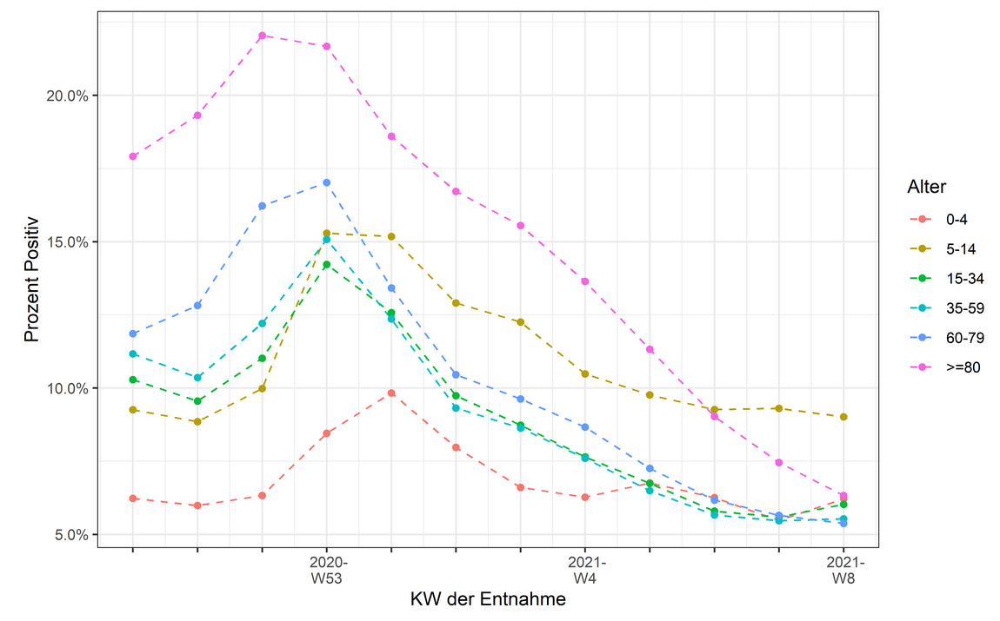 20.0%
15.0%
10.0%
5.0%
Prozent Positiv
2020-
W53
2021-
W4
2021-
W8
KW der Entnahme
Alter
0-4
5-14
15-34
35-59
60-79
>=80